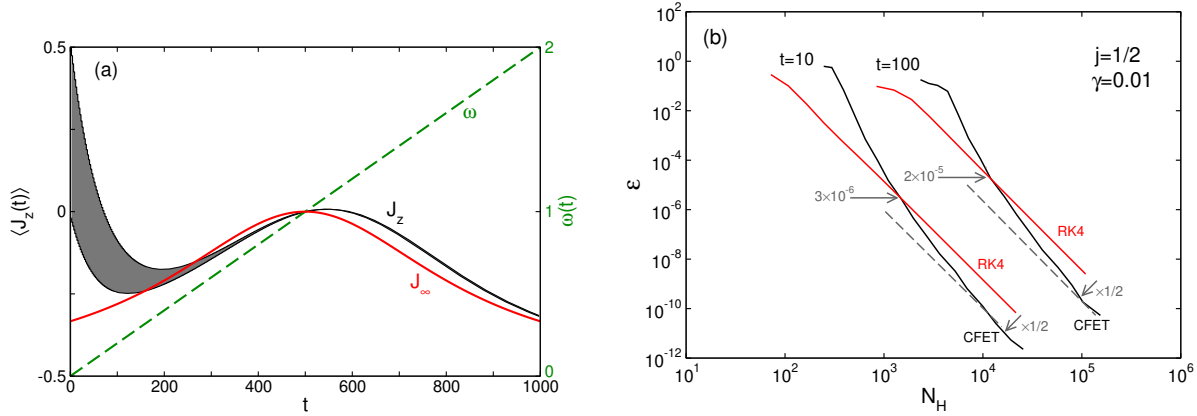 (a)
0.5
0
-0.5
⟨J_z(t)⟩
0 200 400 600 800 1000
t
2
1
0
ω(t)
ω
J_z
J_∞
(b)
t=10
t=100
j=1/2
γ=0.01
10^0
10^-2
10^-4
10^-6
10^-8
10^-10
10^-12
ε
2×10^-5
3×10^-6
RK4
RK4
×1/2
×1/2
CFET
CFET
10^1 10^2 10^3 10^4 10^5 10^6
N_H